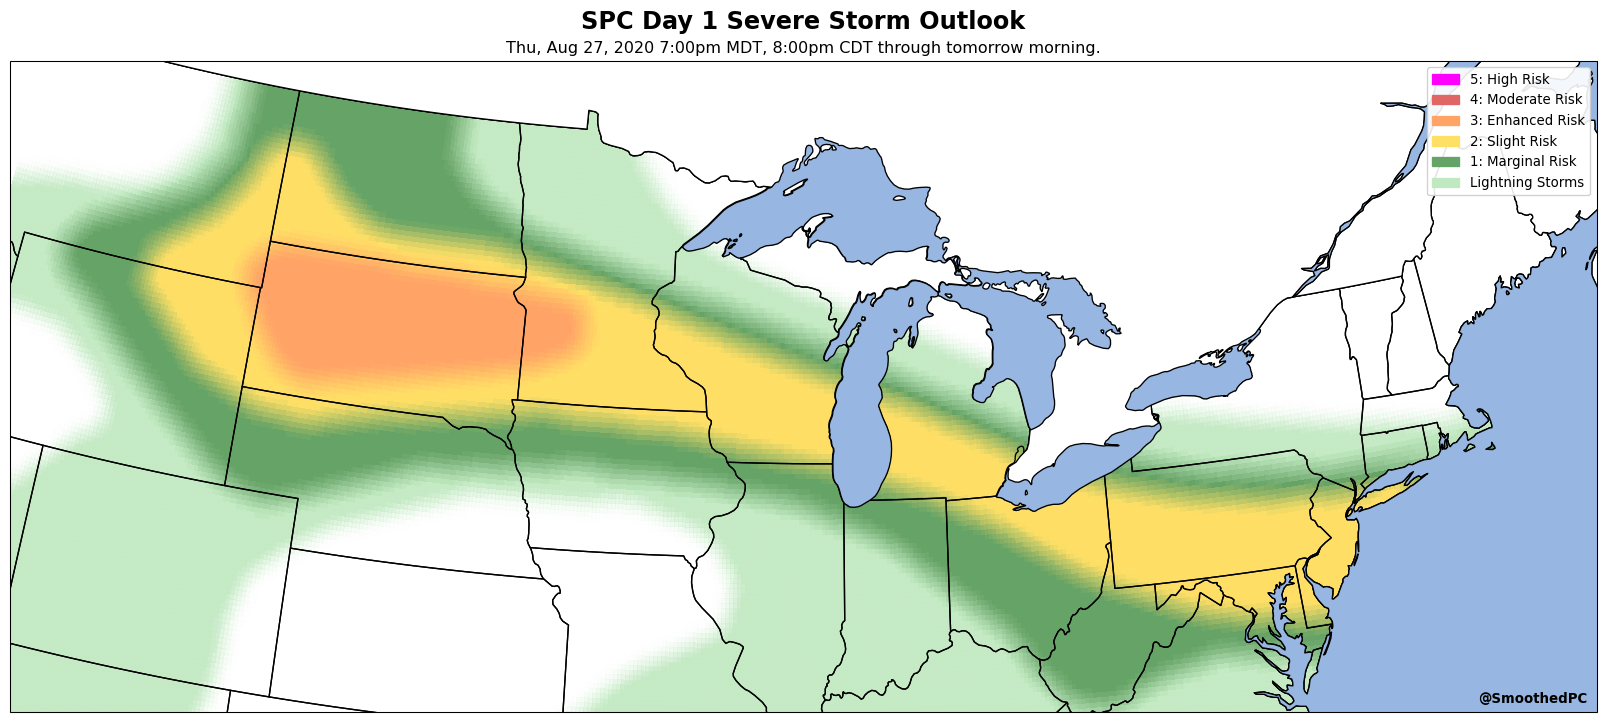 SPC Day 1 Severe Storm Outlook
Thu, Aug 27, 2020 7:00pm MDT, 8:00pm CDT through tomorrow morning.
5: High Risk
4: Moderate Risk
3: Enhanced Risk
2: Slight Risk
1: Marginal Risk
Lightning Storms
@SmoothedPC